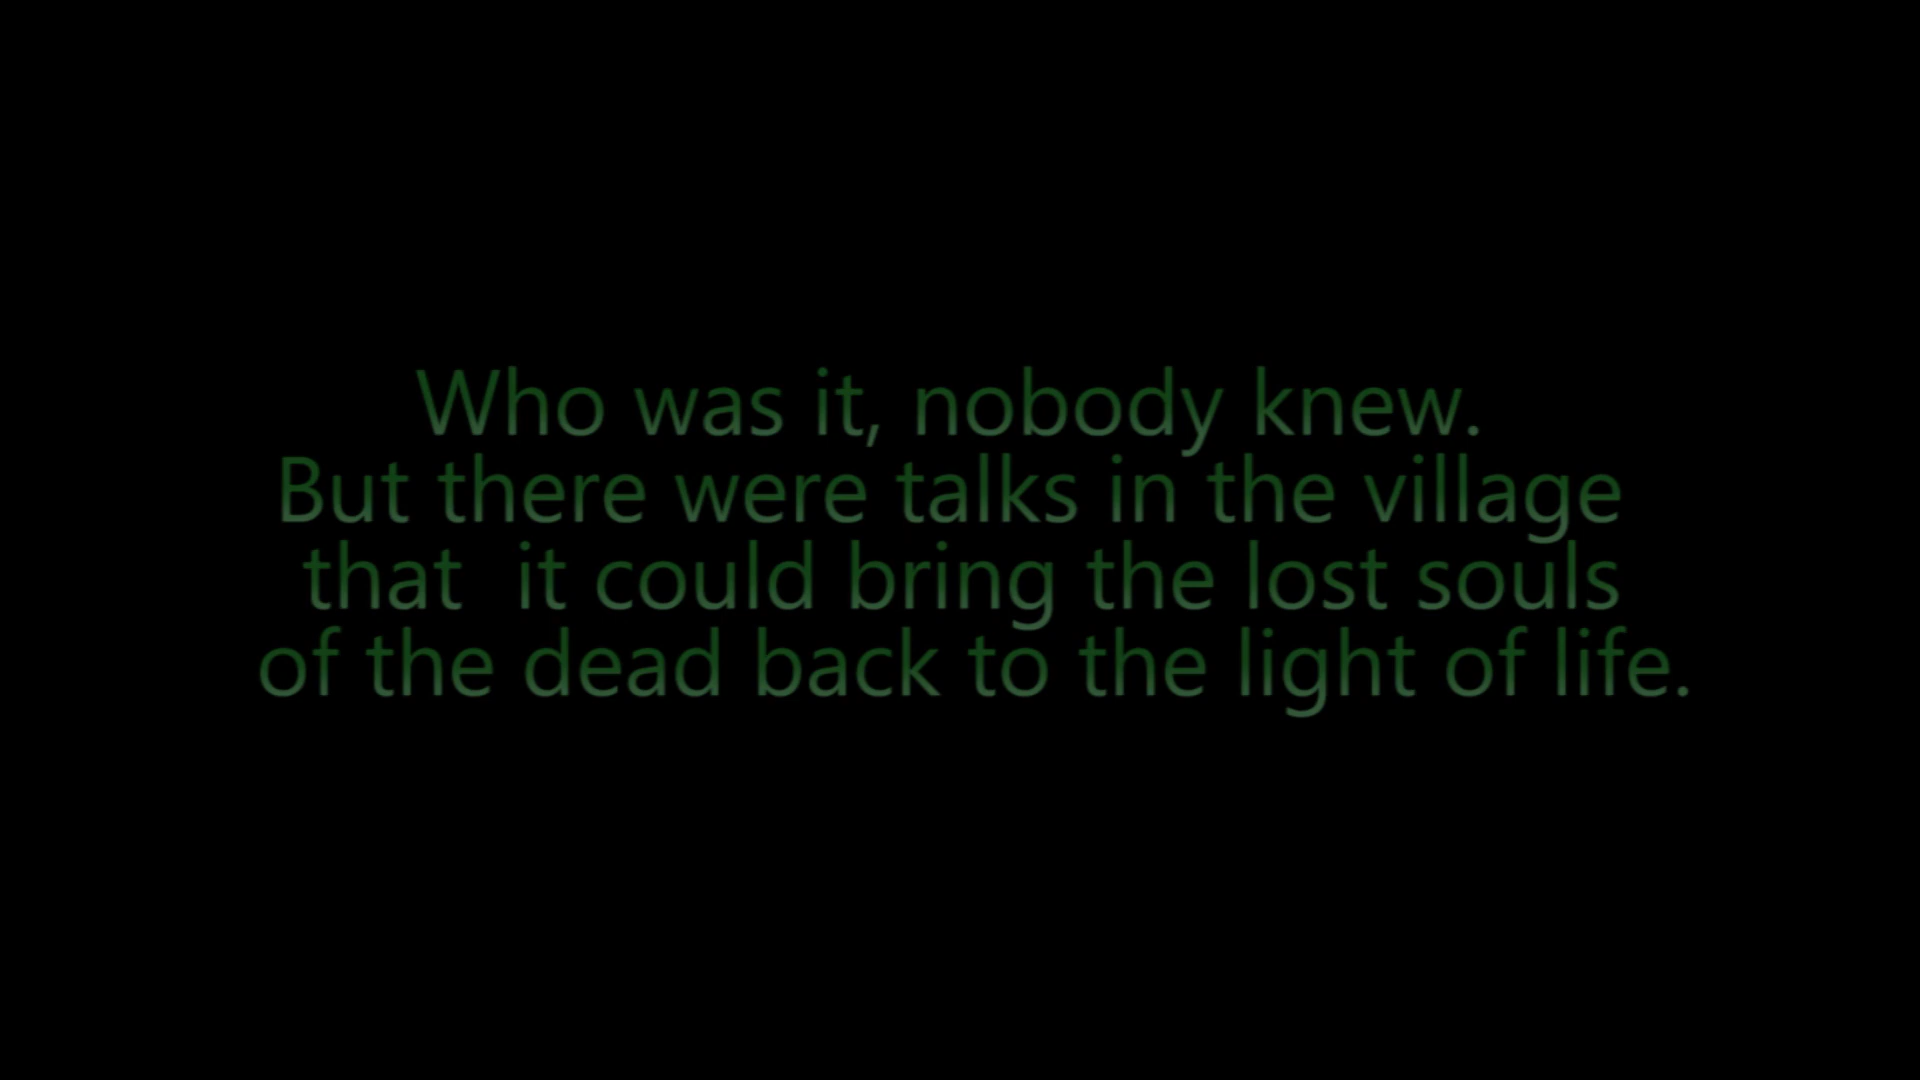 Who was it, nobody knew.
But there were talks in the village
that  it could bring the lost souls
of the dead back to the light of life.